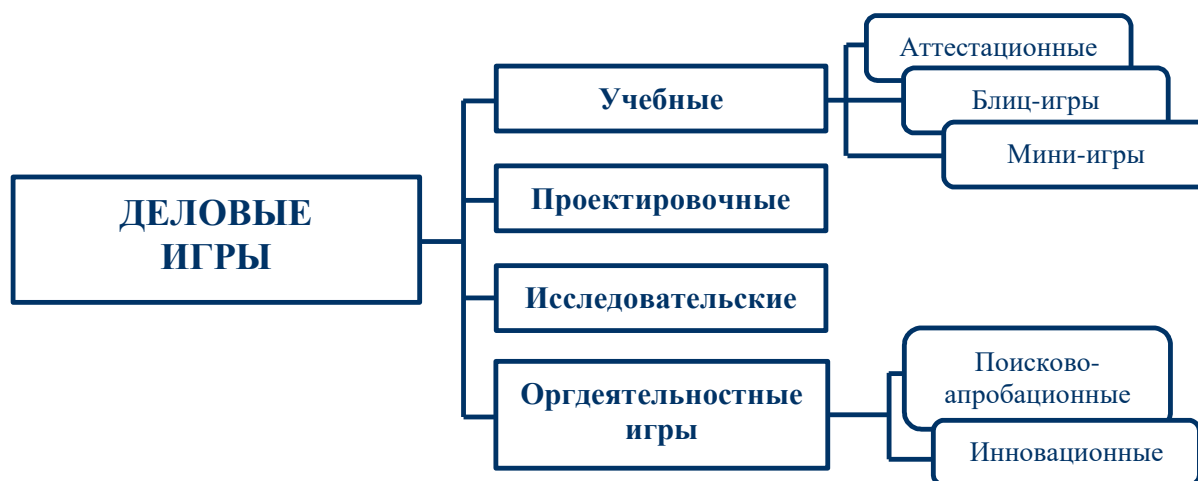 ДЕЛОВЫЕ
ИГРЫ
Учебные
Аттестационные
Блиц-игры
Мини-игры
Проектировочные
Исследовательские
Оргдеятельностные
игры
Поисково-
апробационные
Инновационные